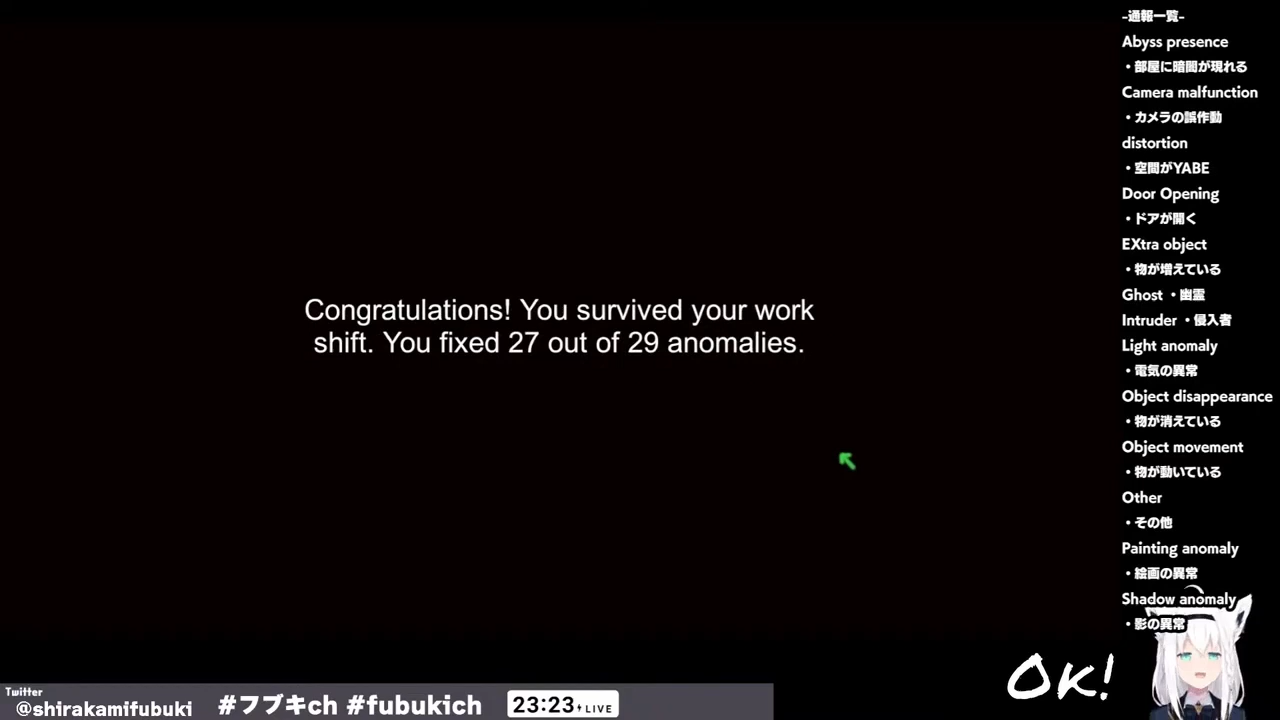 Congratulations! You survived your work
shift. You fixed 27 out of 29 anomalies.
-通報一覧-
Abyss presence
・部屋に暗闇が現れる
Camera malfunction
・カメラの誤作動
distortion
・空間がYABE
Door Opening
・ドアが開く
EXtra object
・物が増えている
Ghost ・幽霊
Intruder ・侵入者
Light anomaly
・電気の異常
Object disappearance
・物が消えている
Object movement
・物が動いている
Other
・その他
Painting anomaly
・絵画の異常
Shadow anomaly
・影の異常
OK!
Twitter
@shirakamifubuki
#フブキch #fubukich
23:23 LIVE